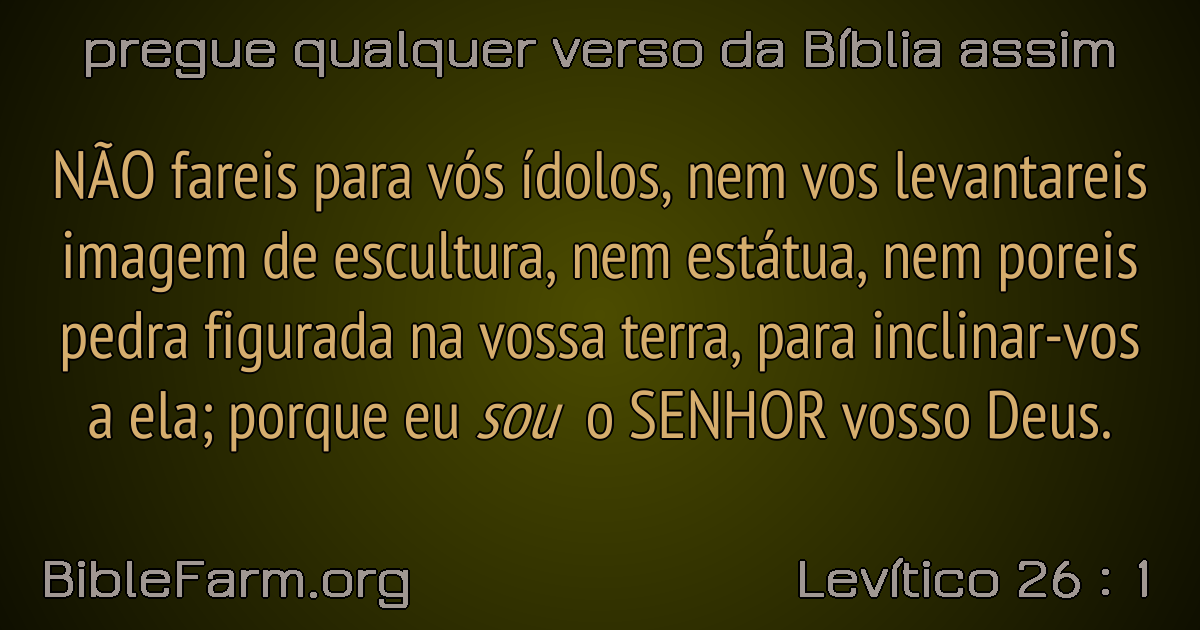 pregue qualquer verso da Bíblia assim
NÃO fareis para vós ídolos, nem vos levantareis
imagem de escultura, nem estátua, nem poreis
pedra figurada na vossa terra, para inclinar-vos
a ela; porque eu sou o SENHOR vosso Deus.
BibleFarm.org
Levítico 26 : 1